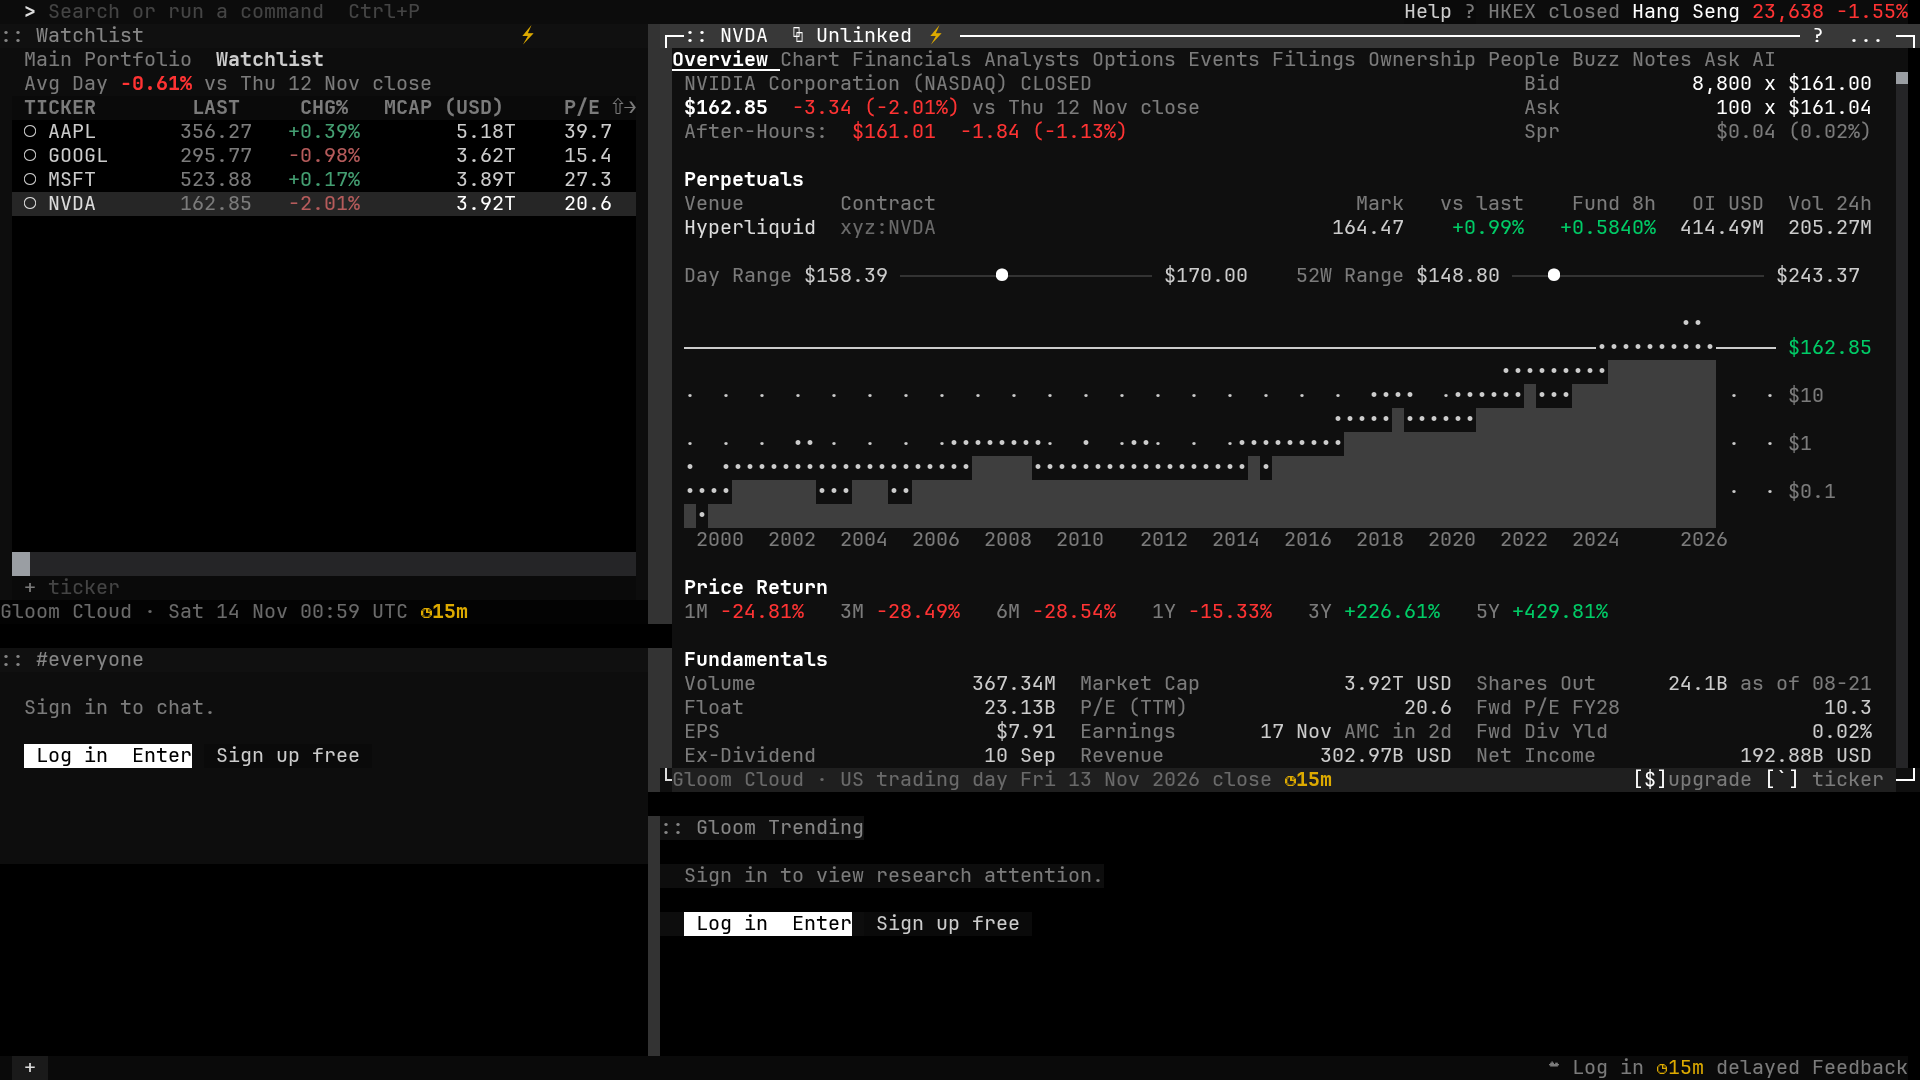 > Search or run a command  Ctrl+P
Help ? HKEX closed Hang Seng 23,638 -1.55%
:: Watchlist ⚡
Main Portfolio  Watchlist
Avg Day -0.61% vs Thu 12 Nov close
TICKER LAST CHG% MCAP (USD) P/E ⇧→
○ AAPL 356.27 +0.39% 5.18T 39.7
○ GOOGL 295.77 -0.98% 3.62T 15.4
○ MSFT 523.88 +0.17% 3.89T 27.3
○ NVDA 162.85 -2.01% 3.92T 20.6
+ ticker
Gloom Cloud · Sat 14 Nov 00:59 UTC ◔15m
:: #everyone
Sign in to chat.
Log in  Enter  Sign up free
:: NVDA  Unlinked ⚡ ? ...
Overview Chart Financials Analysts Options Events Filings Ownership People Buzz Notes Ask AI
NVIDIA Corporation (NASDAQ) CLOSED Bid 8,800 x $161.00
$162.85 -3.34 (-2.01%) vs Thu 12 Nov close Ask 100 x $161.04
After-Hours: $161.01 -1.84 (-1.13%) Spr $0.04 (0.02%)
Perpetuals
Venue Contract Mark vs last Fund 8h OI USD Vol 24h
Hyperliquid xyz:NVDA 164.47 +0.99% +0.5840% 414.49M 205.27M
Day Range $158.39 $170.00 52W Range $148.80 $243.37
$162.85
$10
$1
$0.1
2000 2002 2004 2006 2008 2010 2012 2014 2016 2018 2020 2022 2024 2026
Price Return
1M -24.81% 3M -28.49% 6M -28.54% 1Y -15.33% 3Y +226.61% 5Y +429.81%
Fundamentals
Volume 367.34M Market Cap 3.92T USD Shares Out 24.1B as of 08-21
Float 23.13B P/E (TTM) 20.6 Fwd P/E FY28 10.3
EPS $7.91 Earnings 17 Nov AMC in 2d Fwd Div Yld 0.02%
Ex-Dividend 10 Sep Revenue 302.97B USD Net Income 192.88B USD
Gloom Cloud · US trading day Fri 13 Nov 2026 close ◔15m [$]upgrade [`] ticker
:: Gloom Trending
Sign in to view research attention.
Log in  Enter  Sign up free
+ Log in ◔15m delayed Feedback